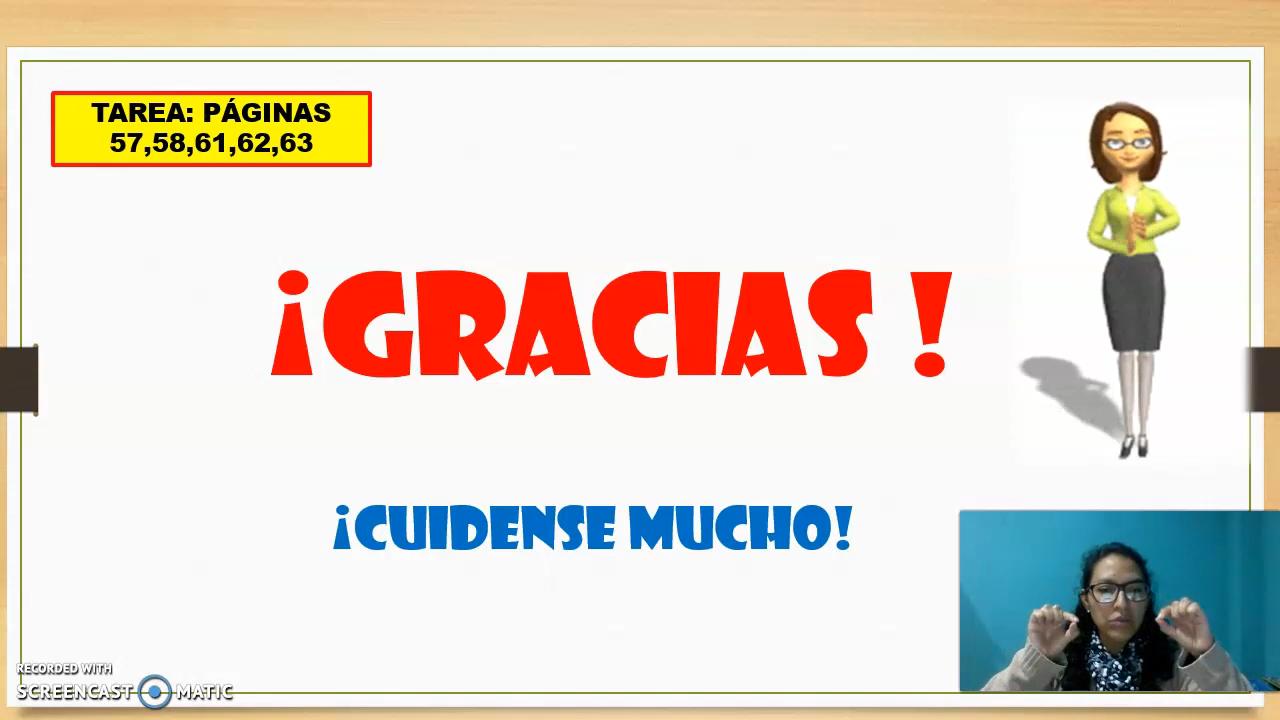 TAREA: PÁGINAS
57,58,61,62,63
¡GRACIAS !
¡CUIDENSE MUCHO!
RECORDED WITH
SCREENCAST MATIC